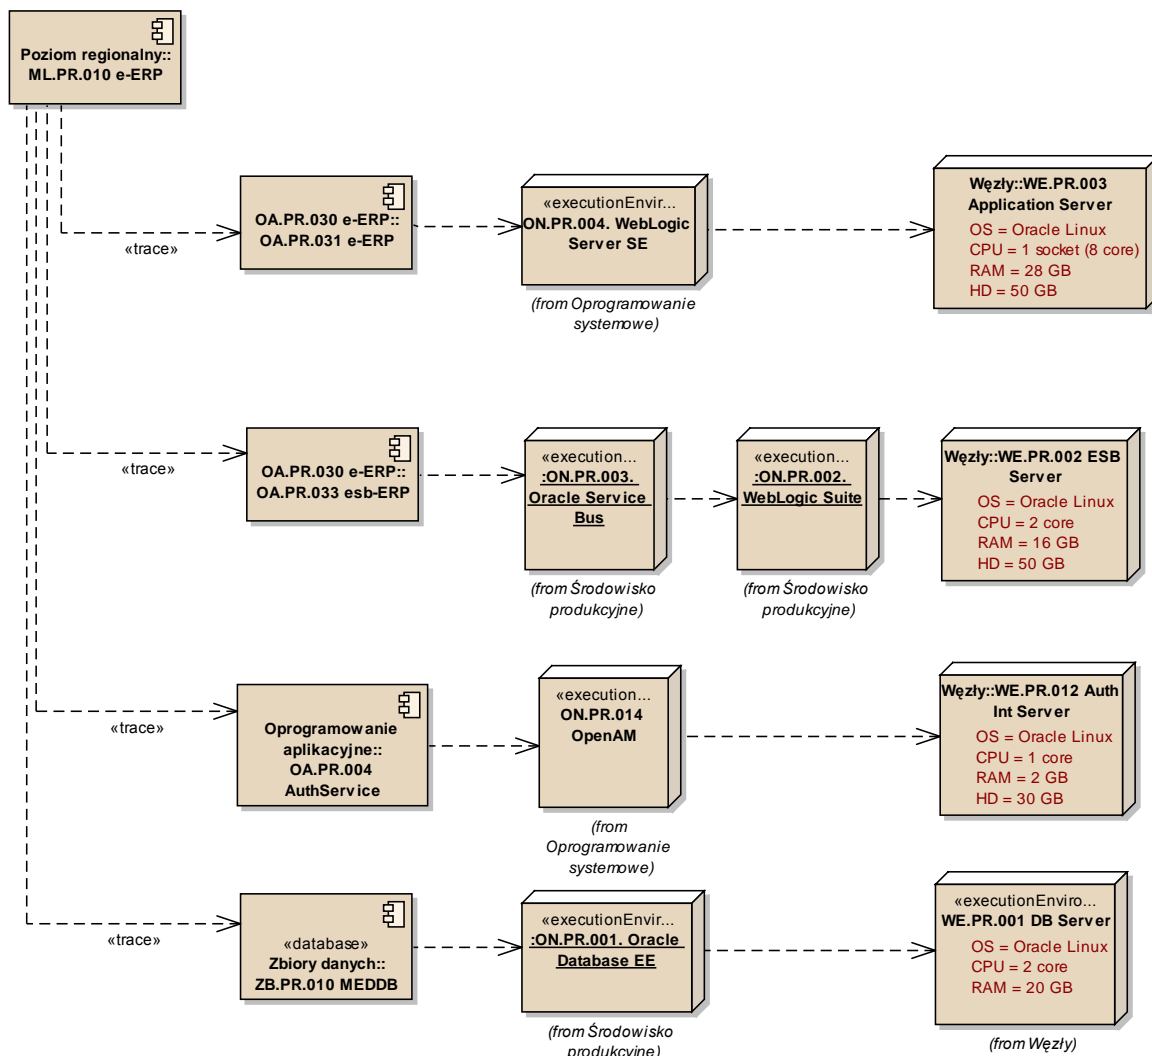 Poziom regionalny::
ML.PR.010 e-ERP
«trace»
OA.PR.030 e-ERP::
OA.PR.031 e-ERP
«executionEnvir...
ON.PR.004. WebLogic
Server SE
(from Oprogramowanie
systemowe)
Węzły::WE.PR.003
Application Server
OS = Oracle Linux
CPU = 1 socket (8 core)
RAM = 28 GB
HD = 50 GB
«trace»
OA.PR.030 e-ERP::
OA.PR.033 esb-ERP
«execution...
:ON.PR.003.
Oracle Service
Bus
(from Środowisko
produkcyjne)
«execution...
:ON.PR.002.
WebLogic Suite
(from Środowisko
produkcyjne)
Węzły::WE.PR.002 ESB
Server
OS = Oracle Linux
CPU = 2 core
RAM = 16 GB
HD = 50 GB
«trace»
Oprogramowanie
aplikacyjne::
OA.PR.004
AuthService
«execution...
ON.PR.014
OpenAM
(from
Oprogramowanie
systemowe)
Węzły::WE.PR.012 Auth
Int Server
OS = Oracle Linux
CPU = 1 core
RAM = 2 GB
HD = 30 GB
«trace»
«database»
Zbiory danych::
ZB.PR.010 MEDDB
«executionEnvir...
:ON.PR.001. Oracle
Database EE
(from Środowisko
produkcyjne)
«executionEnviro...
WE.PR.001 DB Server
OS = Oracle Linux
CPU = 2 core
RAM = 20 GB
(from Węzły)